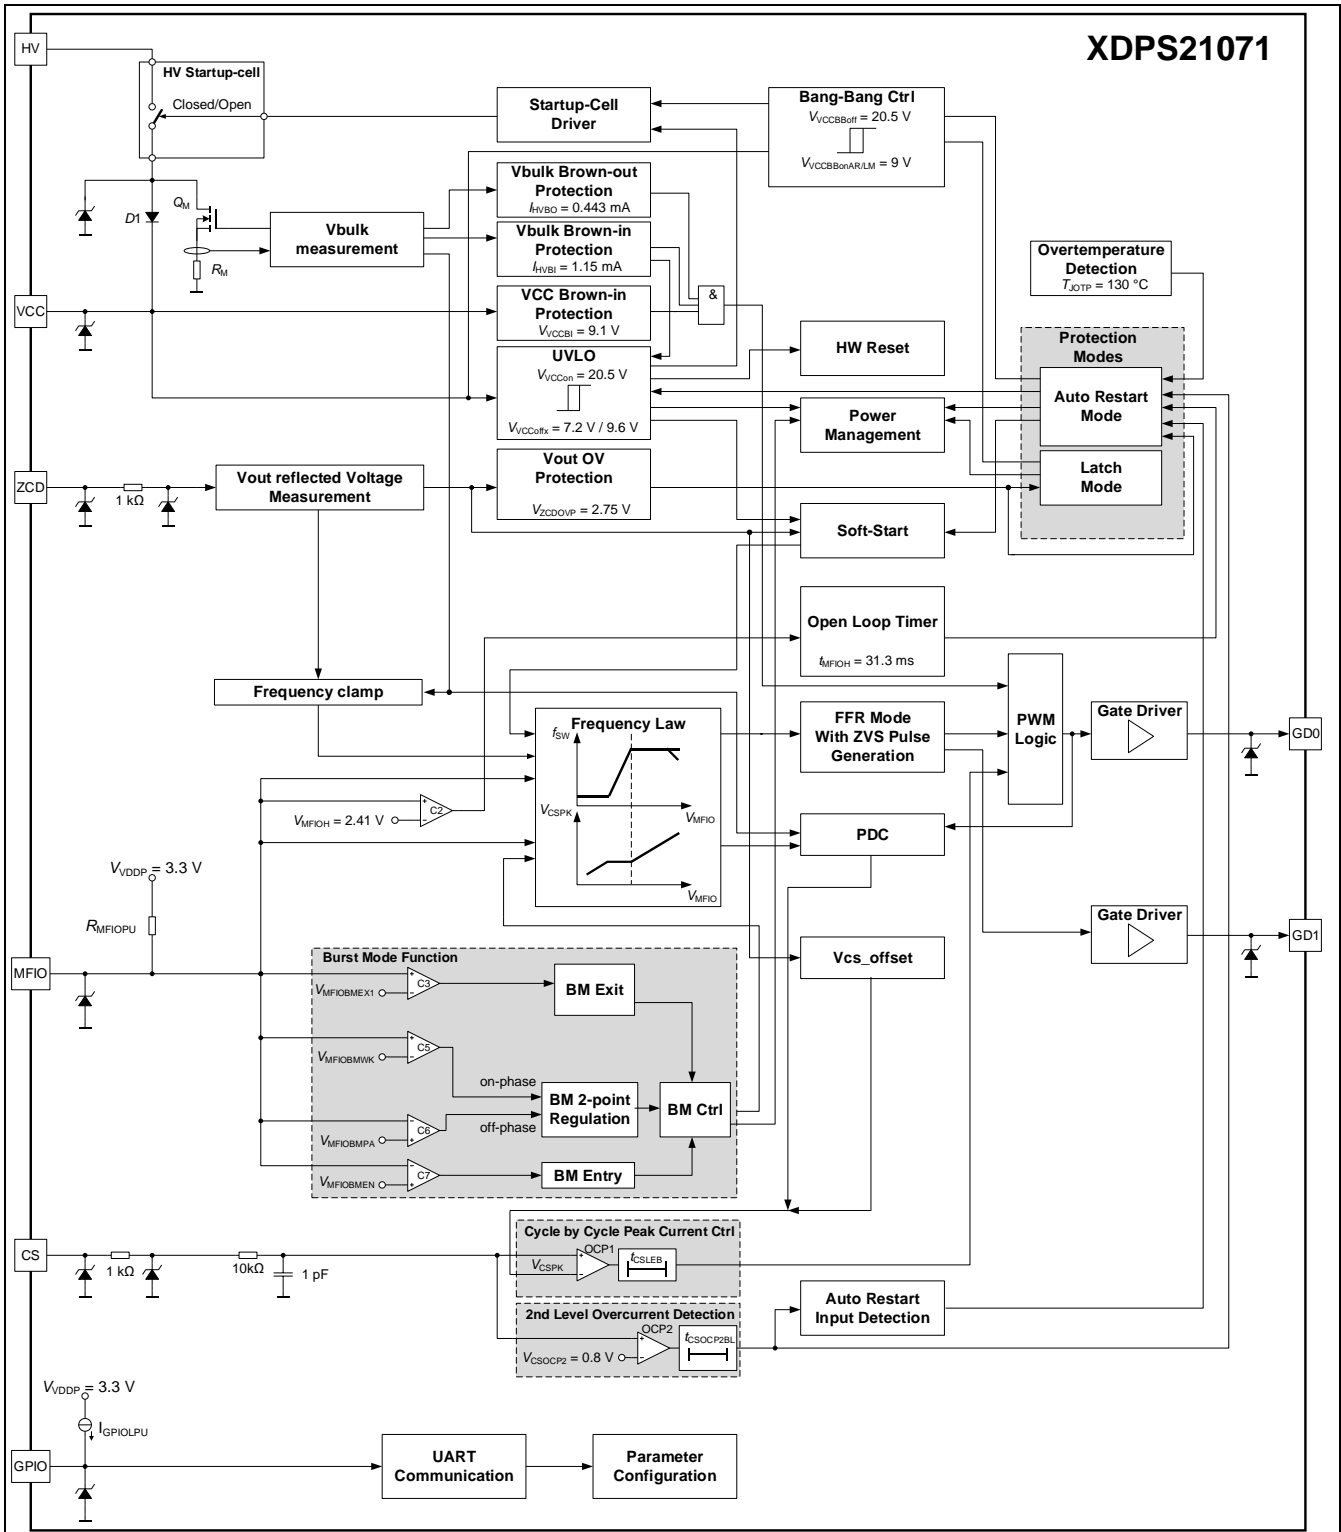 XDPS21071
HV
HV Startup-cell
Closed/Open
Startup-Cell
Driver
Bang-Bang Ctrl
VVCCBBoff = 20.5 V
VVCCBBonAR/LM = 9 V
Vbulk Brown-out
Protection
IHVBO = 0.443 mA
QM
D1
RM
Vbulk
measurement
Vbulk Brown-in
Protection
IHVBI = 1.15 mA
Overtemperature
Detection
TJOTP = 130 °C
VCC
VCC Brown-in
Protection
VVCCBI = 9.1 V
&
HW Reset
Protection
Modes
UVLO
VVCCon = 20.5 V
VVCCoffx = 7.2 V / 9.6 V
Power
Management
Auto Restart
Mode
Latch
Mode
ZCD
1 kΩ
Vout reflected Voltage
Measurement
Vout OV
Protection
VZCDOVP = 2.75 V
Soft-Start
Open Loop Timer
tMFIOH = 31.3 ms
Frequency clamp
Frequency Law
fSW
VMFIO
VCSPK
VMFIO
FFR Mode
With ZVS Pulse
Generation
PWM
Logic
Gate Driver
GD0
C2
+
−
VMFIOH = 2.41 V
PDC
VVDDP = 3.3 V
RMFIOPU
Gate Driver
GD1
MFIO
Burst Mode Function
Vcs_offset
+
C3
−
VMFIOBMEX1
BM Exit
+
C5
−
VMFIOBMWK
on-phase
BM 2-point
Regulation
BM Ctrl
off-phase
−
C6
+
VMFIOBMPA
−
C7
+
VMFIOBMEN
BM Entry
CS
1 kΩ
10kΩ
1 pF
Cycle by Cycle Peak Current Ctrl
OCP1
+
−
VCSPK
tCSLEB
2nd Level Overcurrent Detection
OCP2
+
−
VCSOCP2 = 0.8 V
tCSOCP2BL
Auto Restart
Input Detection
VVDDP = 3.3 V
IGPIOLPU
GPIO
UART
Communication
Parameter
Configuration